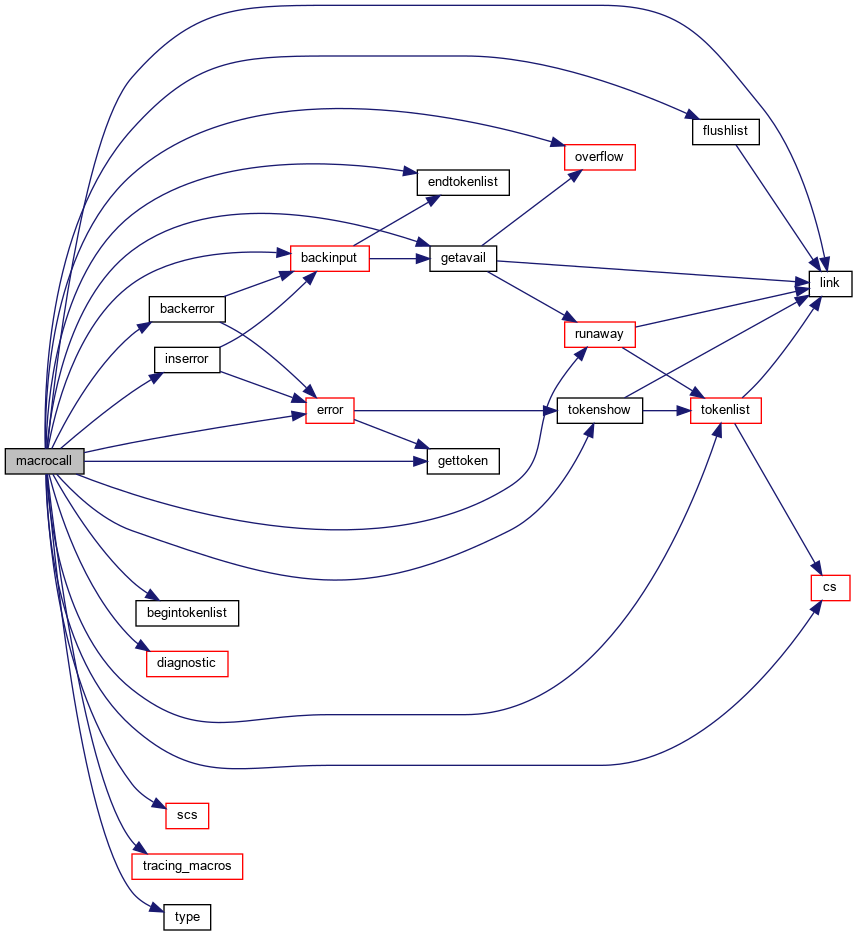 flushlist
overflow
endtokenlist
backinput
getavail
link
backerror
runaway
inserror
error
tokenshow
tokenlist
macrocall
gettoken
cs
begintokenlist
diagnostic
scs
tracing_macros
type